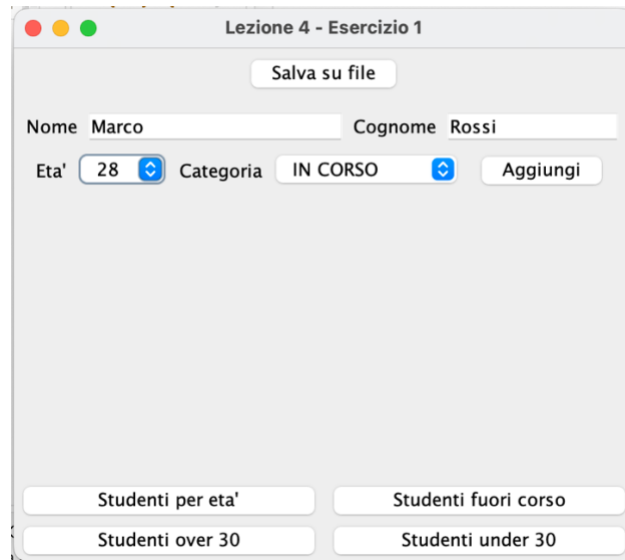 Lezione 4 - Esercizio 1
Salva su file
Nome Marco Cognome Rossi
Eta' 28 Categoria IN CORSO Aggiungi
Studenti per eta' Studenti fuori corso
Studenti over 30 Studenti under 30